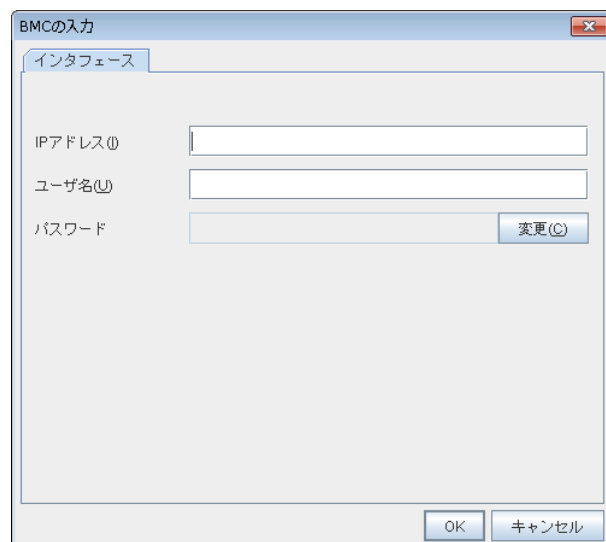 BMCの入力
インタフェース
IPアドレス(I)
ユーザ名(U)
パスワード 変更(C)
OK キャンセル